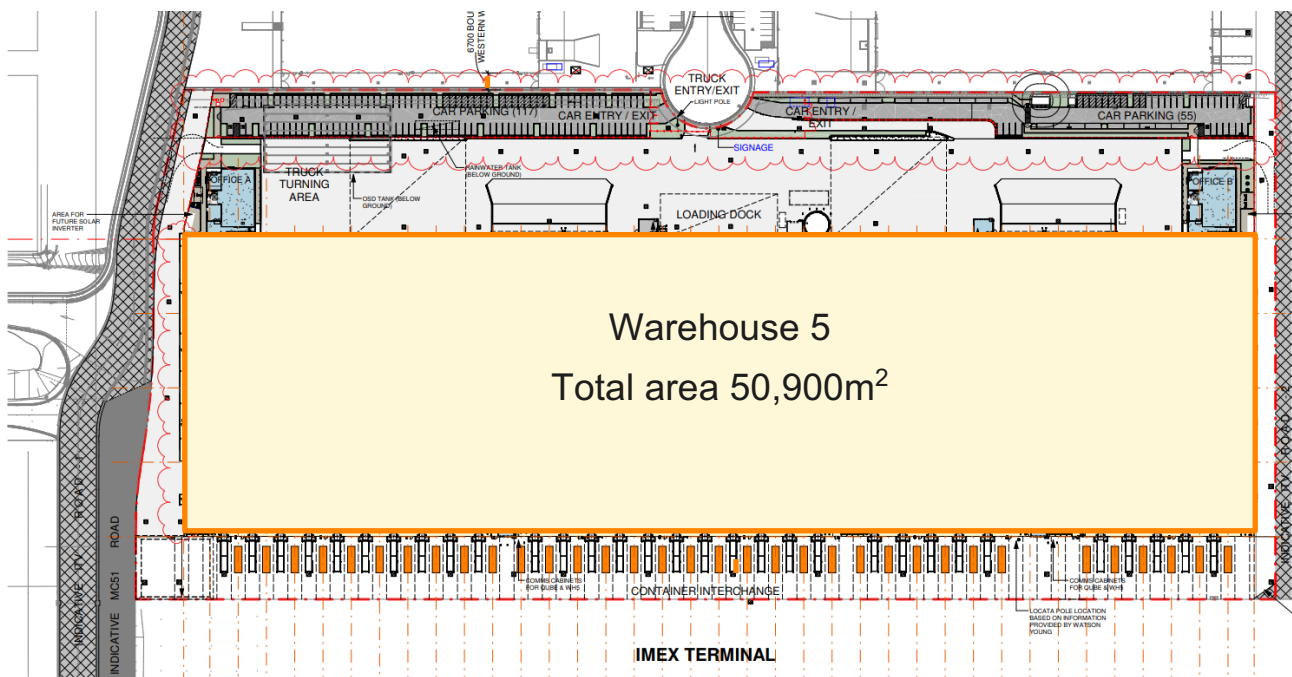 6700 BOU
WESTERN W
TRUCK
ENTRY/EXIT
LIGHT POLE
CAR PARKING (117)
CAR ENTRY / EXIT
CAR ENTRY /
EXIT
CAR PARKING (55)
SIGNAGE
RAINWATER TANK
(BELOW GROUND)
OFFICE A
TRUCK
TURNING
AREA
OSD TANK (BELOW
GROUND)
LOADING DOCK
OFFICE B
AREA FOR
FUTURE SOLAR
INVERTER
Warehouse 5
Total area 50,900m²
INDICATIVE ITV ROAD
INDICATIVE MC51 ROAD
INDICATIVE ITV ROAD
COMMS CABINETS
FOR QUBE & WH5
COMMS CABINETS
FOR QUBE & WH5
CONTAINER INTERCHANGE
LOCATA POLE LOCATION
BASED ON INFORMATION
PROVIDED BY WATSON
YOUNG
IMEX TERMINAL